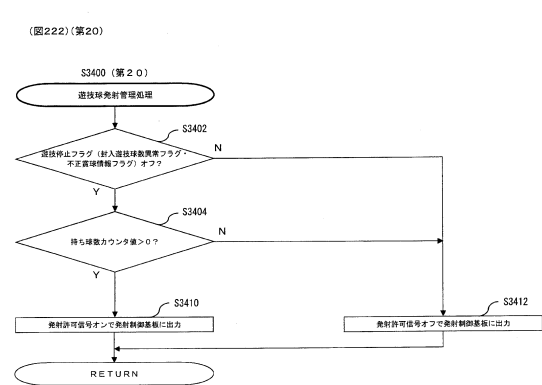 (図222)(第20)
S3400 (第20)
遊技球発射管理処理
S3402
遊技停止フラグ (封入遊技球数異常フラグ・
不正賞球情報フラグ) オフ?
N
Y
S3404
持ち球数カウンタ値>0?
N
Y
S3410
発射許可信号オンで発射制御基板に出力
S3412
発射許可信号オフで発射制御基板に出力
RETURN